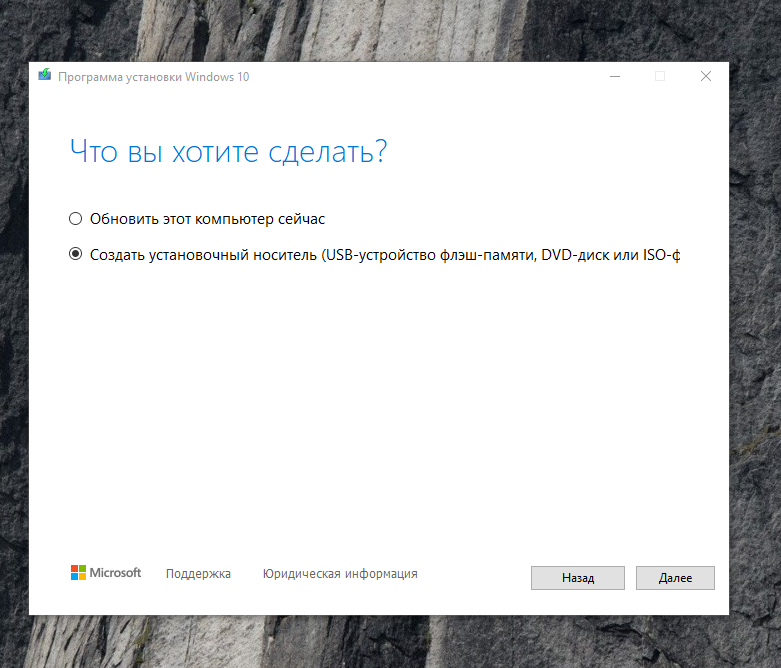 Программа установки Windows 10
Что вы хотите сделать?
Обновить этот компьютер сейчас
Создать установочный носитель (USB-устройство флэш-памяти, DVD-диск или ISO-ф
Microsoft Поддержка Юридическая информация Назад Далее